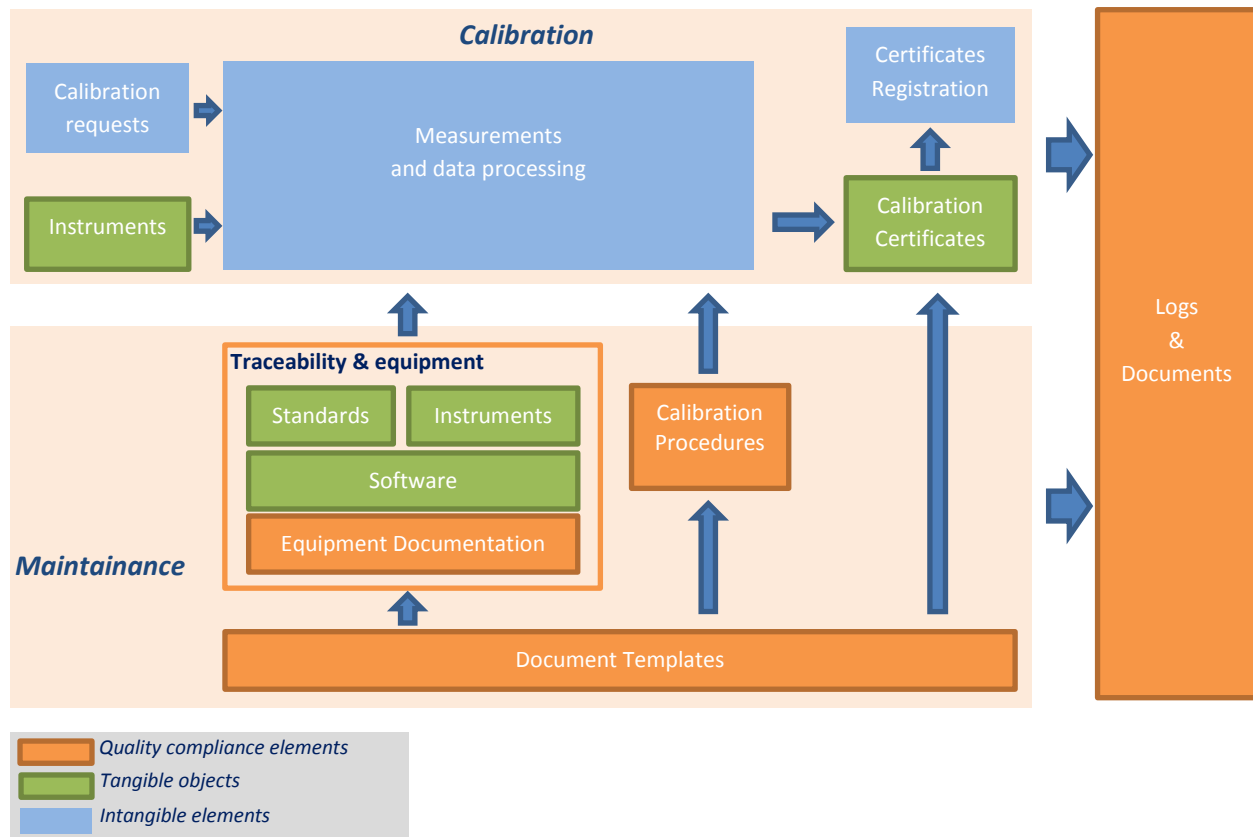 Calibration
Calibration
requests
Instruments
Measurements
and data processing
Certificates
Registration
Calibration
Certificates
Logs
&
Documents
Maintainance
Traceability & equipment
Standards
Instruments
Software
Equipment Documentation
Calibration
Procedures
Document Templates
Quality compliance elements
Tangible objects
Intangible elements